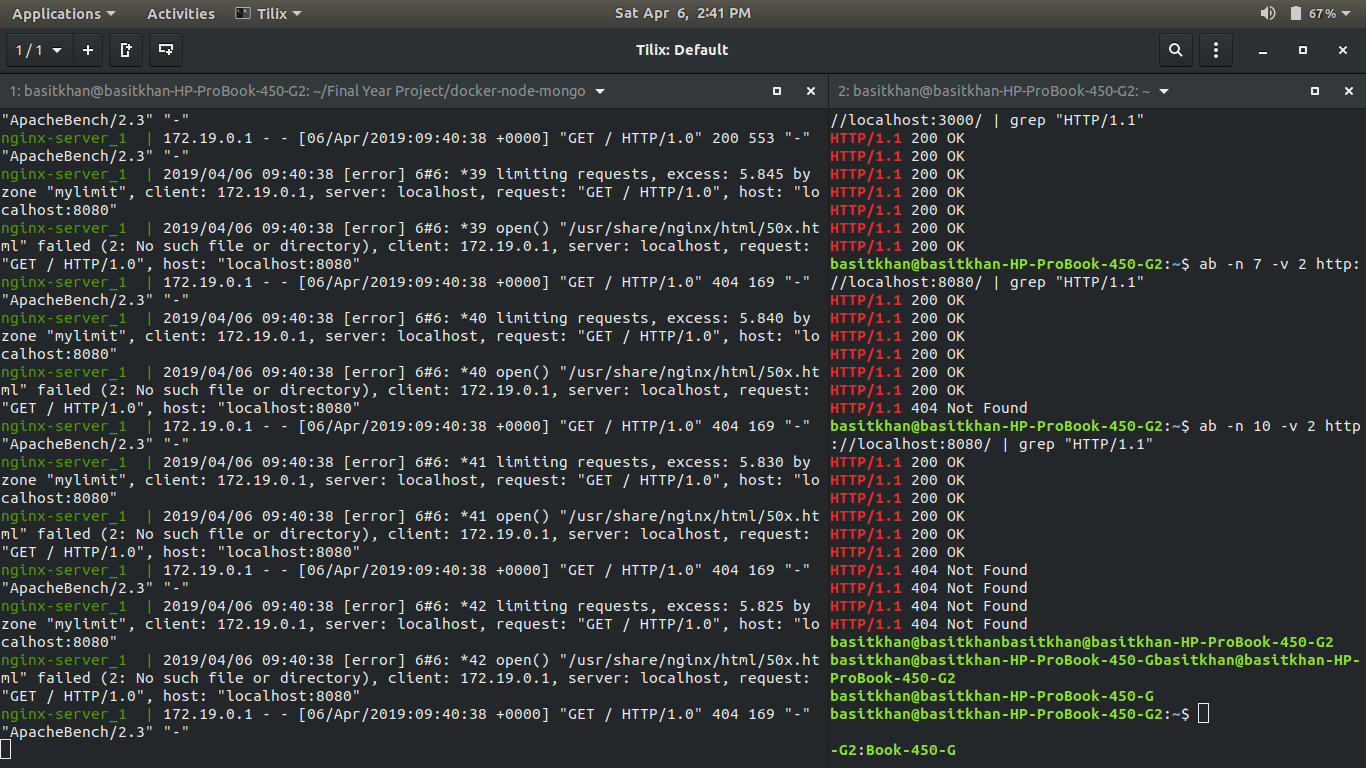 Applications Activities Tilix Sat Apr 6, 2:41 PM 67%
1 / 1 Tilix: Default
1: basitkhan@basitkhan-HP-ProBook-450-G2: ~/Final Year Project/docker-node-mongo
"ApacheBench/2.3" "-"
nginx-server_1  | 172.19.0.1 - - [06/Apr/2019:09:40:38 +0000] "GET / HTTP/1.0" 200 553 "-"
"ApacheBench/2.3" "-"
nginx-server_1  | 2019/04/06 09:40:38 [error] 6#6: *39 limiting requests, excess: 5.845 by
zone "mylimit", client: 172.19.0.1, server: localhost, request: "GET / HTTP/1.0", host: "lo
calhost:8080"
nginx-server_1  | 2019/04/06 09:40:38 [error] 6#6: *39 open() "/usr/share/nginx/html/50x.ht
ml" failed (2: No such file or directory), client: 172.19.0.1, server: localhost, request:
"GET / HTTP/1.0", host: "localhost:8080"
nginx-server_1  | 172.19.0.1 - - [06/Apr/2019:09:40:38 +0000] "GET / HTTP/1.0" 404 169 "-"
"ApacheBench/2.3" "-"
nginx-server_1  | 2019/04/06 09:40:38 [error] 6#6: *40 limiting requests, excess: 5.840 by
zone "mylimit", client: 172.19.0.1, server: localhost, request: "GET / HTTP/1.0", host: "lo
calhost:8080"
nginx-server_1  | 2019/04/06 09:40:38 [error] 6#6: *40 open() "/usr/share/nginx/html/50x.ht
ml" failed (2: No such file or directory), client: 172.19.0.1, server: localhost, request:
"GET / HTTP/1.0", host: "localhost:8080"
nginx-server_1  | 172.19.0.1 - - [06/Apr/2019:09:40:38 +0000] "GET / HTTP/1.0" 404 169 "-"
"ApacheBench/2.3" "-"
nginx-server_1  | 2019/04/06 09:40:38 [error] 6#6: *41 limiting requests, excess: 5.830 by
zone "mylimit", client: 172.19.0.1, server: localhost, request: "GET / HTTP/1.0", host: "lo
calhost:8080"
nginx-server_1  | 2019/04/06 09:40:38 [error] 6#6: *41 open() "/usr/share/nginx/html/50x.ht
ml" failed (2: No such file or directory), client: 172.19.0.1, server: localhost, request:
"GET / HTTP/1.0", host: "localhost:8080"
nginx-server_1  | 172.19.0.1 - - [06/Apr/2019:09:40:38 +0000] "GET / HTTP/1.0" 404 169 "-"
"ApacheBench/2.3" "-"
nginx-server_1  | 2019/04/06 09:40:38 [error] 6#6: *42 limiting requests, excess: 5.825 by
zone "mylimit", client: 172.19.0.1, server: localhost, request: "GET / HTTP/1.0", host: "lo
calhost:8080"
nginx-server_1  | 2019/04/06 09:40:38 [error] 6#6: *42 open() "/usr/share/nginx/html/50x.ht
ml" failed (2: No such file or directory), client: 172.19.0.1, server: localhost, request:
"GET / HTTP/1.0", host: "localhost:8080"
nginx-server_1  | 172.19.0.1 - - [06/Apr/2019:09:40:38 +0000] "GET / HTTP/1.0" 404 169 "-"
"ApacheBench/2.3" "-"
2: basitkhan@basitkhan-HP-ProBook-450-G2: ~
//localhost:3000/ | grep "HTTP/1.1"
HTTP/1.1 200 OK
HTTP/1.1 200 OK
HTTP/1.1 200 OK
HTTP/1.1 200 OK
HTTP/1.1 200 OK
HTTP/1.1 200 OK
HTTP/1.1 200 OK
basitkhan@basitkhan-HP-ProBook-450-G2:~$ ab -n 7 -v 2 http:
//localhost:8080/ | grep "HTTP/1.1"
HTTP/1.1 200 OK
HTTP/1.1 200 OK
HTTP/1.1 200 OK
HTTP/1.1 200 OK
HTTP/1.1 200 OK
HTTP/1.1 200 OK
HTTP/1.1 404 Not Found
basitkhan@basitkhan-HP-ProBook-450-G2:~$ ab -n 10 -v 2 http
://localhost:8080/ | grep "HTTP/1.1"
HTTP/1.1 200 OK
HTTP/1.1 200 OK
HTTP/1.1 200 OK
HTTP/1.1 200 OK
HTTP/1.1 200 OK
HTTP/1.1 200 OK
HTTP/1.1 404 Not Found
HTTP/1.1 404 Not Found
HTTP/1.1 404 Not Found
HTTP/1.1 404 Not Found
basitkhan@basitkhanbasitkhan@basitkhan-HP-ProBook-450-G2
basitkhan@basitkhan-HP-ProBook-450-Gbasitkhan@basitkhan-HP-
ProBook-450-G2
basitkhan@basitkhan-HP-ProBook-450-G
basitkhan@basitkhan-HP-ProBook-450-G2:~$
-G2:Book-450-G